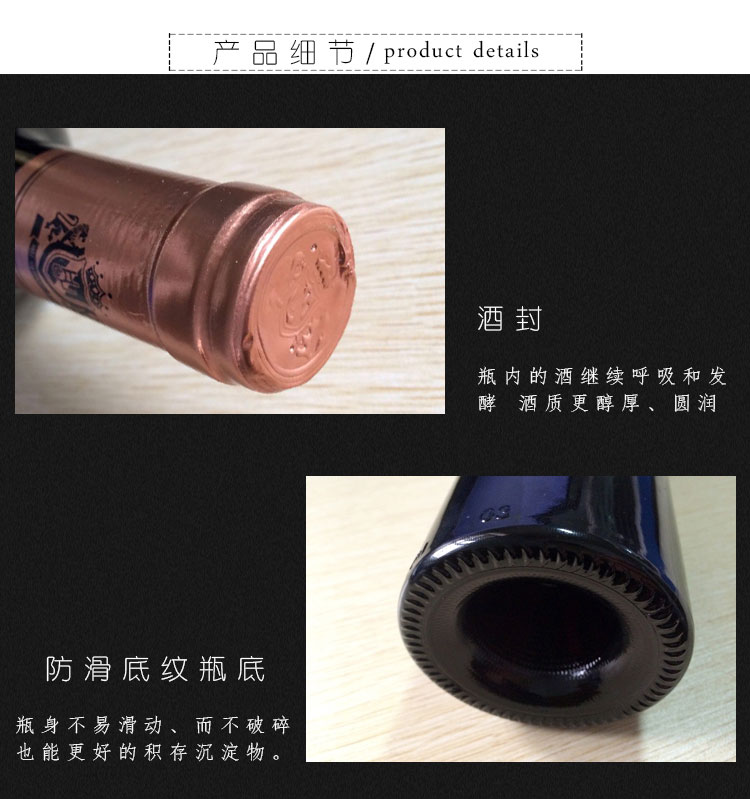 产品细节/product details
酒封
瓶内的酒继续呼吸和发
酵 酒质更醇厚、圆润
防滑底纹瓶底
瓶身不易滑动、而不破碎
也能更好的积存沉淀物。